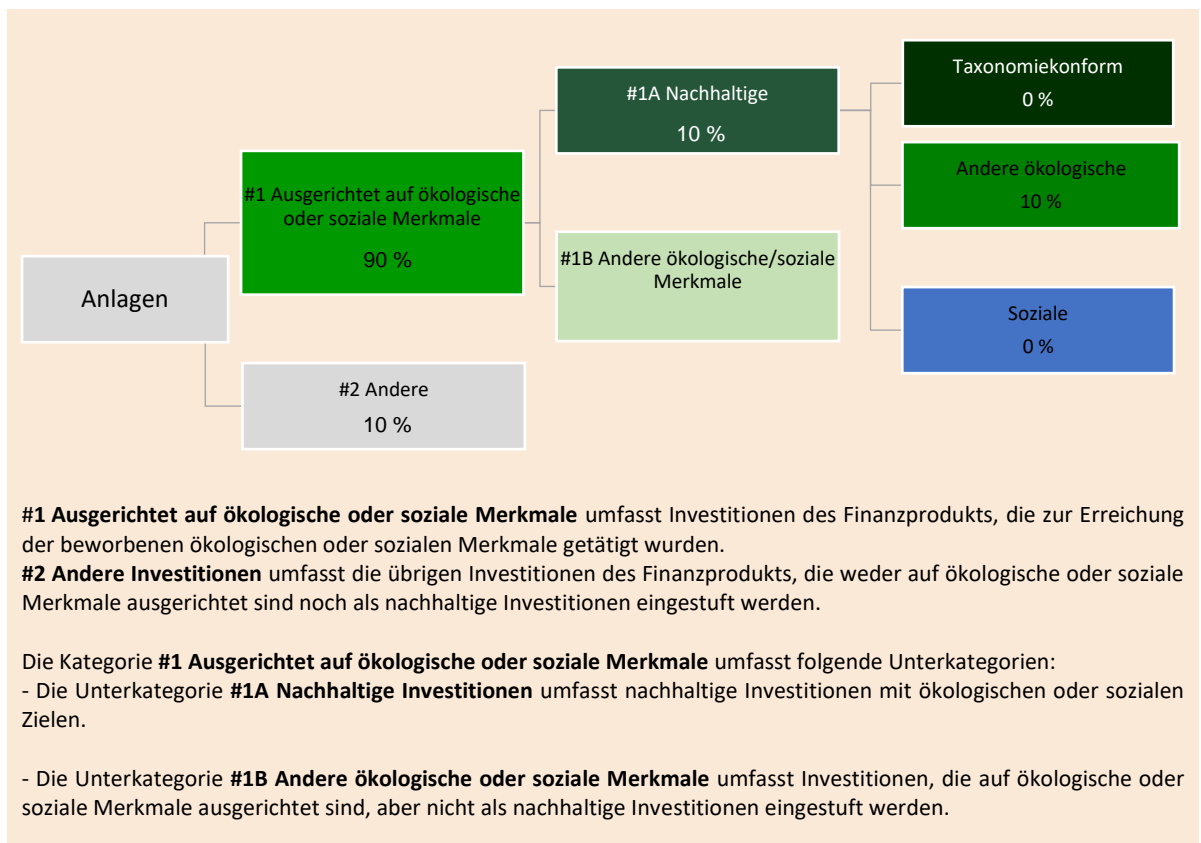 Anlagen
#1 Ausgerichtet auf ökologische
oder soziale Merkmale
90 %
#2 Andere
10 %
#1A Nachhaltige
10 %
#1B Andere ökologische/soziale
Merkmale
Taxonomiekonform
0 %
Andere ökologische
10 %
Soziale
0 %
#1 Ausgerichtet auf ökologische oder soziale Merkmale umfasst Investitionen des Finanzprodukts, die zur Erreichung
der beworbenen ökologischen oder sozialen Merkmale getätigt wurden.
#2 Andere Investitionen umfasst die übrigen Investitionen des Finanzprodukts, die weder auf ökologische oder soziale
Merkmale ausgerichtet sind noch als nachhaltige Investitionen eingestuft werden.
Die Kategorie #1 Ausgerichtet auf ökologische oder soziale Merkmale umfasst folgende Unterkategorien:
- Die Unterkategorie #1A Nachhaltige Investitionen umfasst nachhaltige Investitionen mit ökologischen oder sozialen
Zielen.
- Die Unterkategorie #1B Andere ökologische oder soziale Merkmale umfasst Investitionen, die auf ökologische oder
soziale Merkmale ausgerichtet sind, aber nicht als nachhaltige Investitionen eingestuft werden.